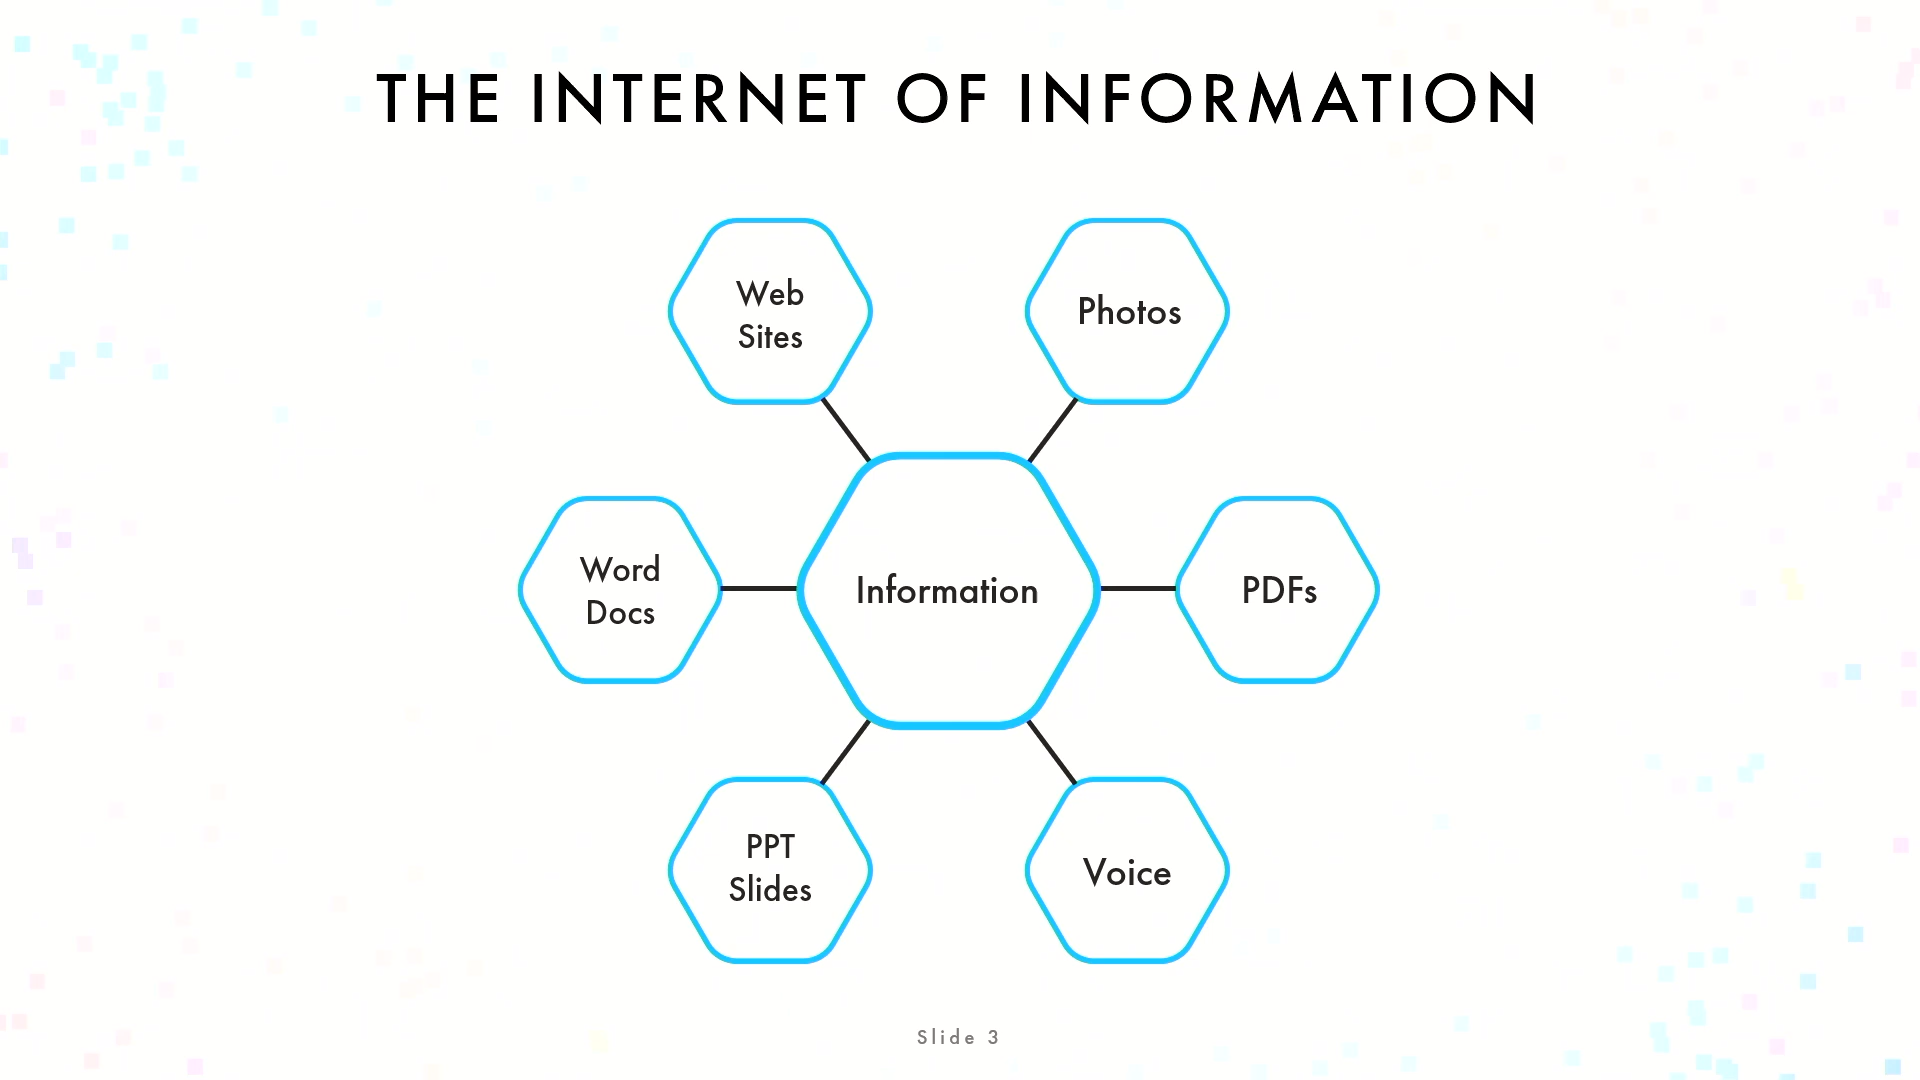 THE INTERNET OF INFORMATION
Web
Sites
Photos
Word
Docs
Information
PDFs
PPT
Slides
Voice
Slide 3